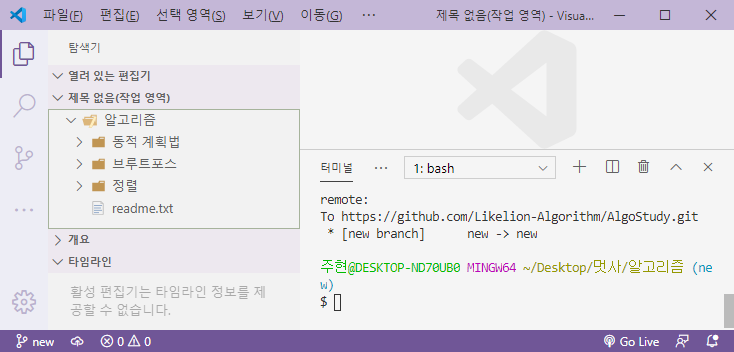 파일(F) 편집(E) 선택 영역(S) 보기(V) 이동(G) ··· 제목 없음(작업 영역) - Visua...
탐색기
열려 있는 편집기
제목 없음(작업 영역)
알고리즘
동적 계획법
브루트포스
정렬
readme.txt
개요
타임라인
활성 편집기는 타임라인 정보를 제
공할 수 없습니다.
터미널 ··· 1: bash
remote:
To https://github.com/Likelion-Algorithm/AlgoStudy.git
* [new branch] new -> new
주현@DESKTOP-ND70UB0 MINGW64 ~/Desktop/멋사/알고리즘 (ne
w)
$
new 0 0 Go Live